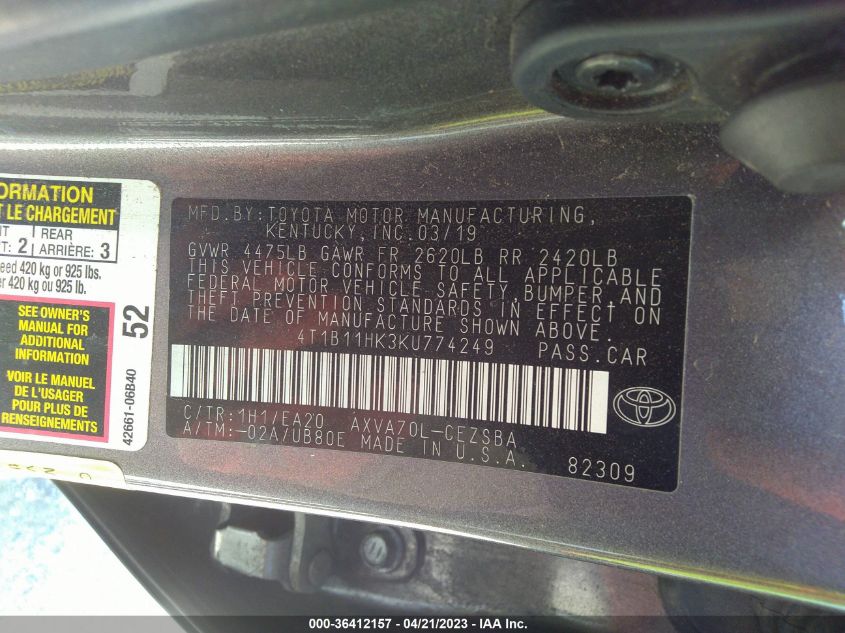 ORMATION
T LE CHARGEMENT
NT REAR
T: 2 ARRIÈRE: 3
eed 420 kg or 925 lbs.
r 420 kg ou 925 lb.
SEE OWNER'S
MANUAL FOR
ADDITIONAL
INFORMATION
VOIR LE MANUEL
DE L'USAGER
POUR PLUS DE
RENSEIGNEMENTS
52
42661-06B40
MFD.BY:TOYOTA MOTOR MANUFACTURING,
KENTUCKY, INC.03/19
GVWR 4475LB GAWR FR 2620LB RR 2420LB
THIS VEHICLE CONFORMS TO ALL APPLICABLE
FEDERAL MOTOR VEHICLE SAFETY,BUMPER,AND
THEFT PREVENTION STANDARDS IN EFFECT ON
THE DATE OF MANUFACTURE SHOWN ABOVE.
4T1B11HK3KU774249 PASS.CAR
C/TR:1H1/EA20 AXVA70L-CEZSBA
A/TM:-02A/UB80E MADE IN U.S.A.
82309
000-36412157 - 04/21/2023 - IAA Inc.